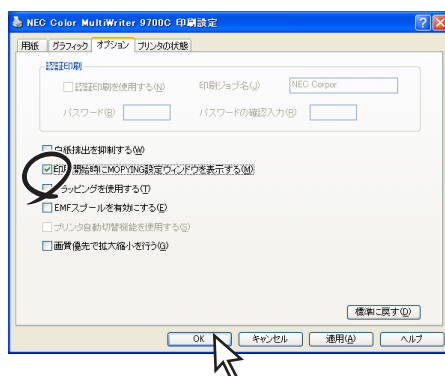 NEC Color MultiWriter 9700C 印刷設定
用紙 グラフィック オプション プリンタの状態
認証印刷
認証印刷を使用する(N) 印刷ジョブ名(J) NEC Corpor
パスワード(B) パスワードの確認入力(R)
白紙排出を抑制する(W)
印刷開始時にMOPYING設定ウィンドウを表示する(M)
ラッピングを使用する(T)
EMFスプールを有効にする(E)
プリンタ自動切替機能を使用する(S)
画質優先で拡大縮小を行う(G)
標準に戻す(D)
OK キャンセル 適用(A) ヘルプ